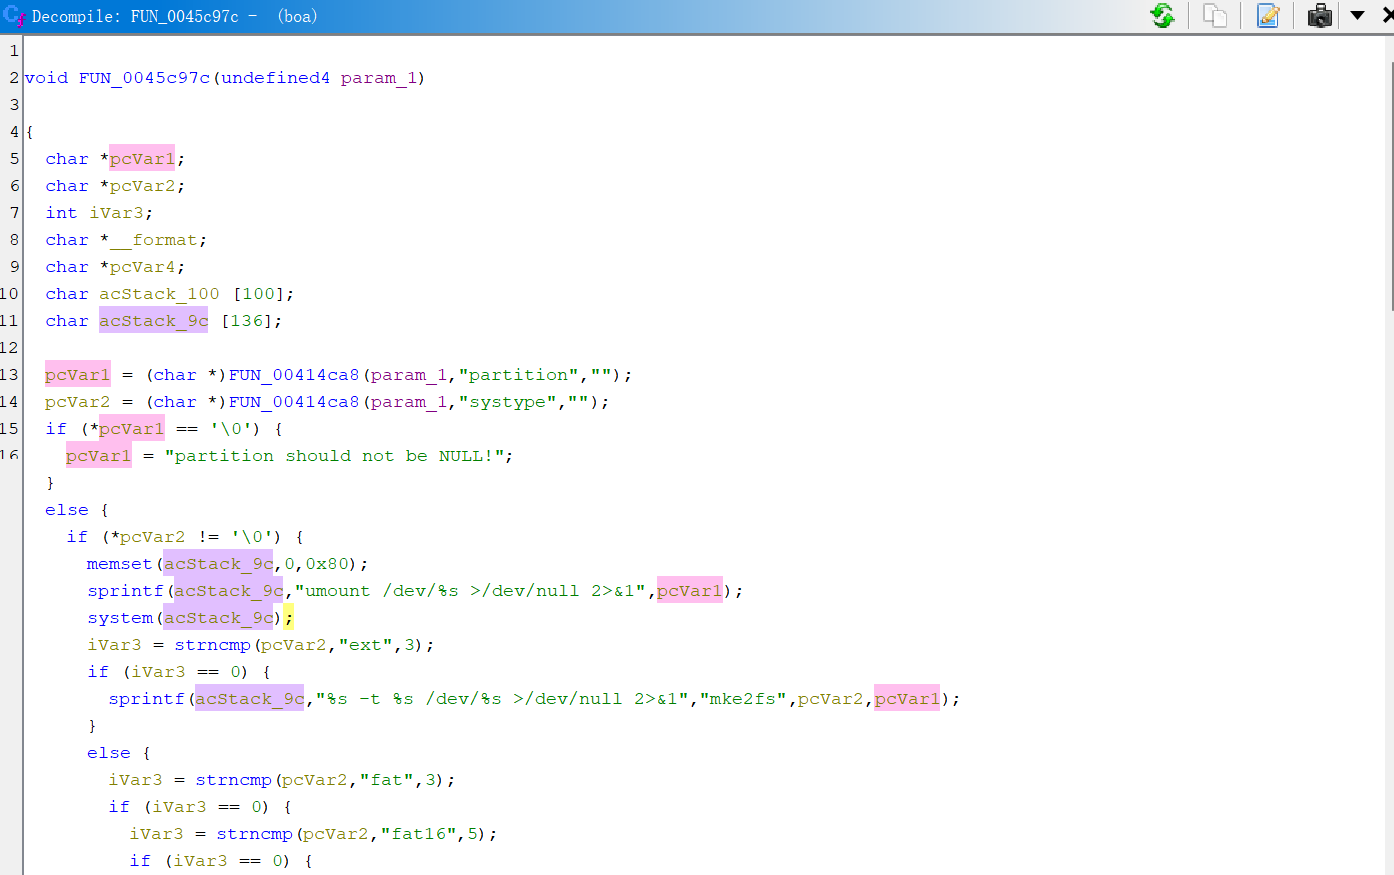 Decompile: FUN_0045c97c - (boa)
1
2 void FUN_0045c97c(undefined4 param_1)
3
4 {
5 char *pcVar1;
6 char *pcVar2;
7 int iVar3;
8 char *__format;
9 char *pcVar4;
10 char acStack_100 [100];
11 char acStack_9c [136];
12
13 pcVar1 = (char *)FUN_00414ca8(param_1,"partition","");
14 pcVar2 = (char *)FUN_00414ca8(param_1,"systype","");
15 if (*pcVar1 == '\0') {
16 pcVar1 = "partition should not be NULL!";
}
else {
if (*pcVar2 != '\0') {
memset(acStack_9c,0,0x80);
sprintf(acStack_9c,"umount /dev/%s >/dev/null 2>&1",pcVar1);
system(acStack_9c);
iVar3 = strncmp(pcVar2,"ext",3);
if (iVar3 == 0) {
sprintf(acStack_9c,"%s -t %s /dev/%s >/dev/null 2>&1","mke2fs",pcVar2,pcVar1);
}
else {
iVar3 = strncmp(pcVar2,"fat",3);
if (iVar3 == 0) {
iVar3 = strncmp(pcVar2,"fat16",5);
if (iVar3 == 0) {